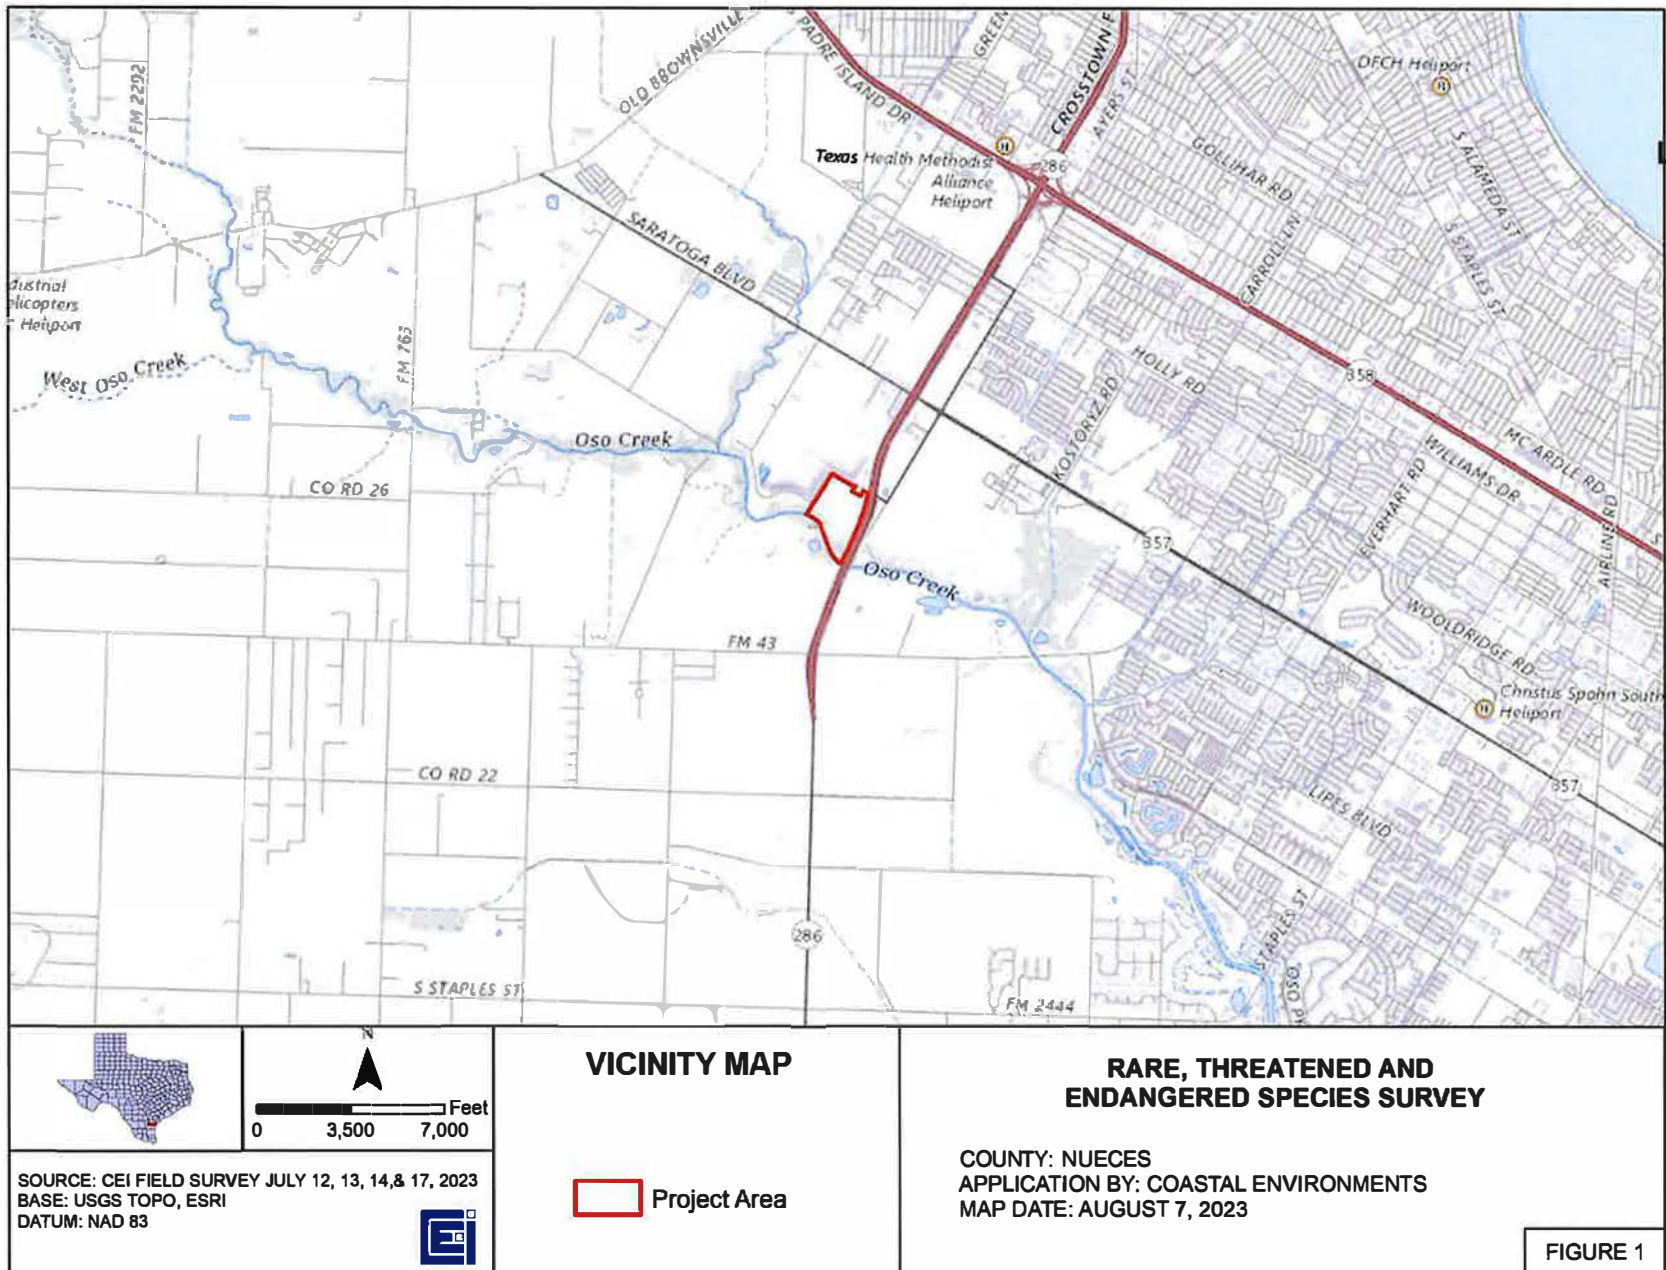 S PADRE ISLAND DR
GREEN
CROSSTOWN F
AYERS ST
DFCH Heliport
H
FM 2292
OLD BROWNSVILLE
Texas Health Methodist
Alliance
Heliport
H
286
GOLLIHAR RD
S ALAMEDA ST
S STAPLES ST
CARROLL LN
SARATOGA BLVD
dustrial
elicopters
Heliport
West Oso Creek
FM 763
HOLLY RD
358
KOSTORYZ RD
Oso Creek
MC ARDLE RD
WILLIAMS DR
EVERHART RD
AIRLINE RD
S
CO RD 26
357
Oso Creek
WOOLDRIDGE RD
FM 43
Christus Spohn South
Heliport
H
CO RD 22
357
LIPES BLVD
286
STAPLES ST
S STAPLES ST
FM 2444
OSO
N
Feet
0 3,500 7,000
SOURCE: CEI FIELD SURVEY JULY 12, 13, 14,& 17, 2023
BASE: USGS TOPO, ESRI
DATUM: NAD 83
CEI
VICINITY MAP
Project Area
RARE, THREATENED AND
ENDANGERED SPECIES SURVEY
COUNTY: NUECES
APPLICATION BY: COASTAL ENVIRONMENTS
MAP DATE: AUGUST 7, 2023
FIGURE 1